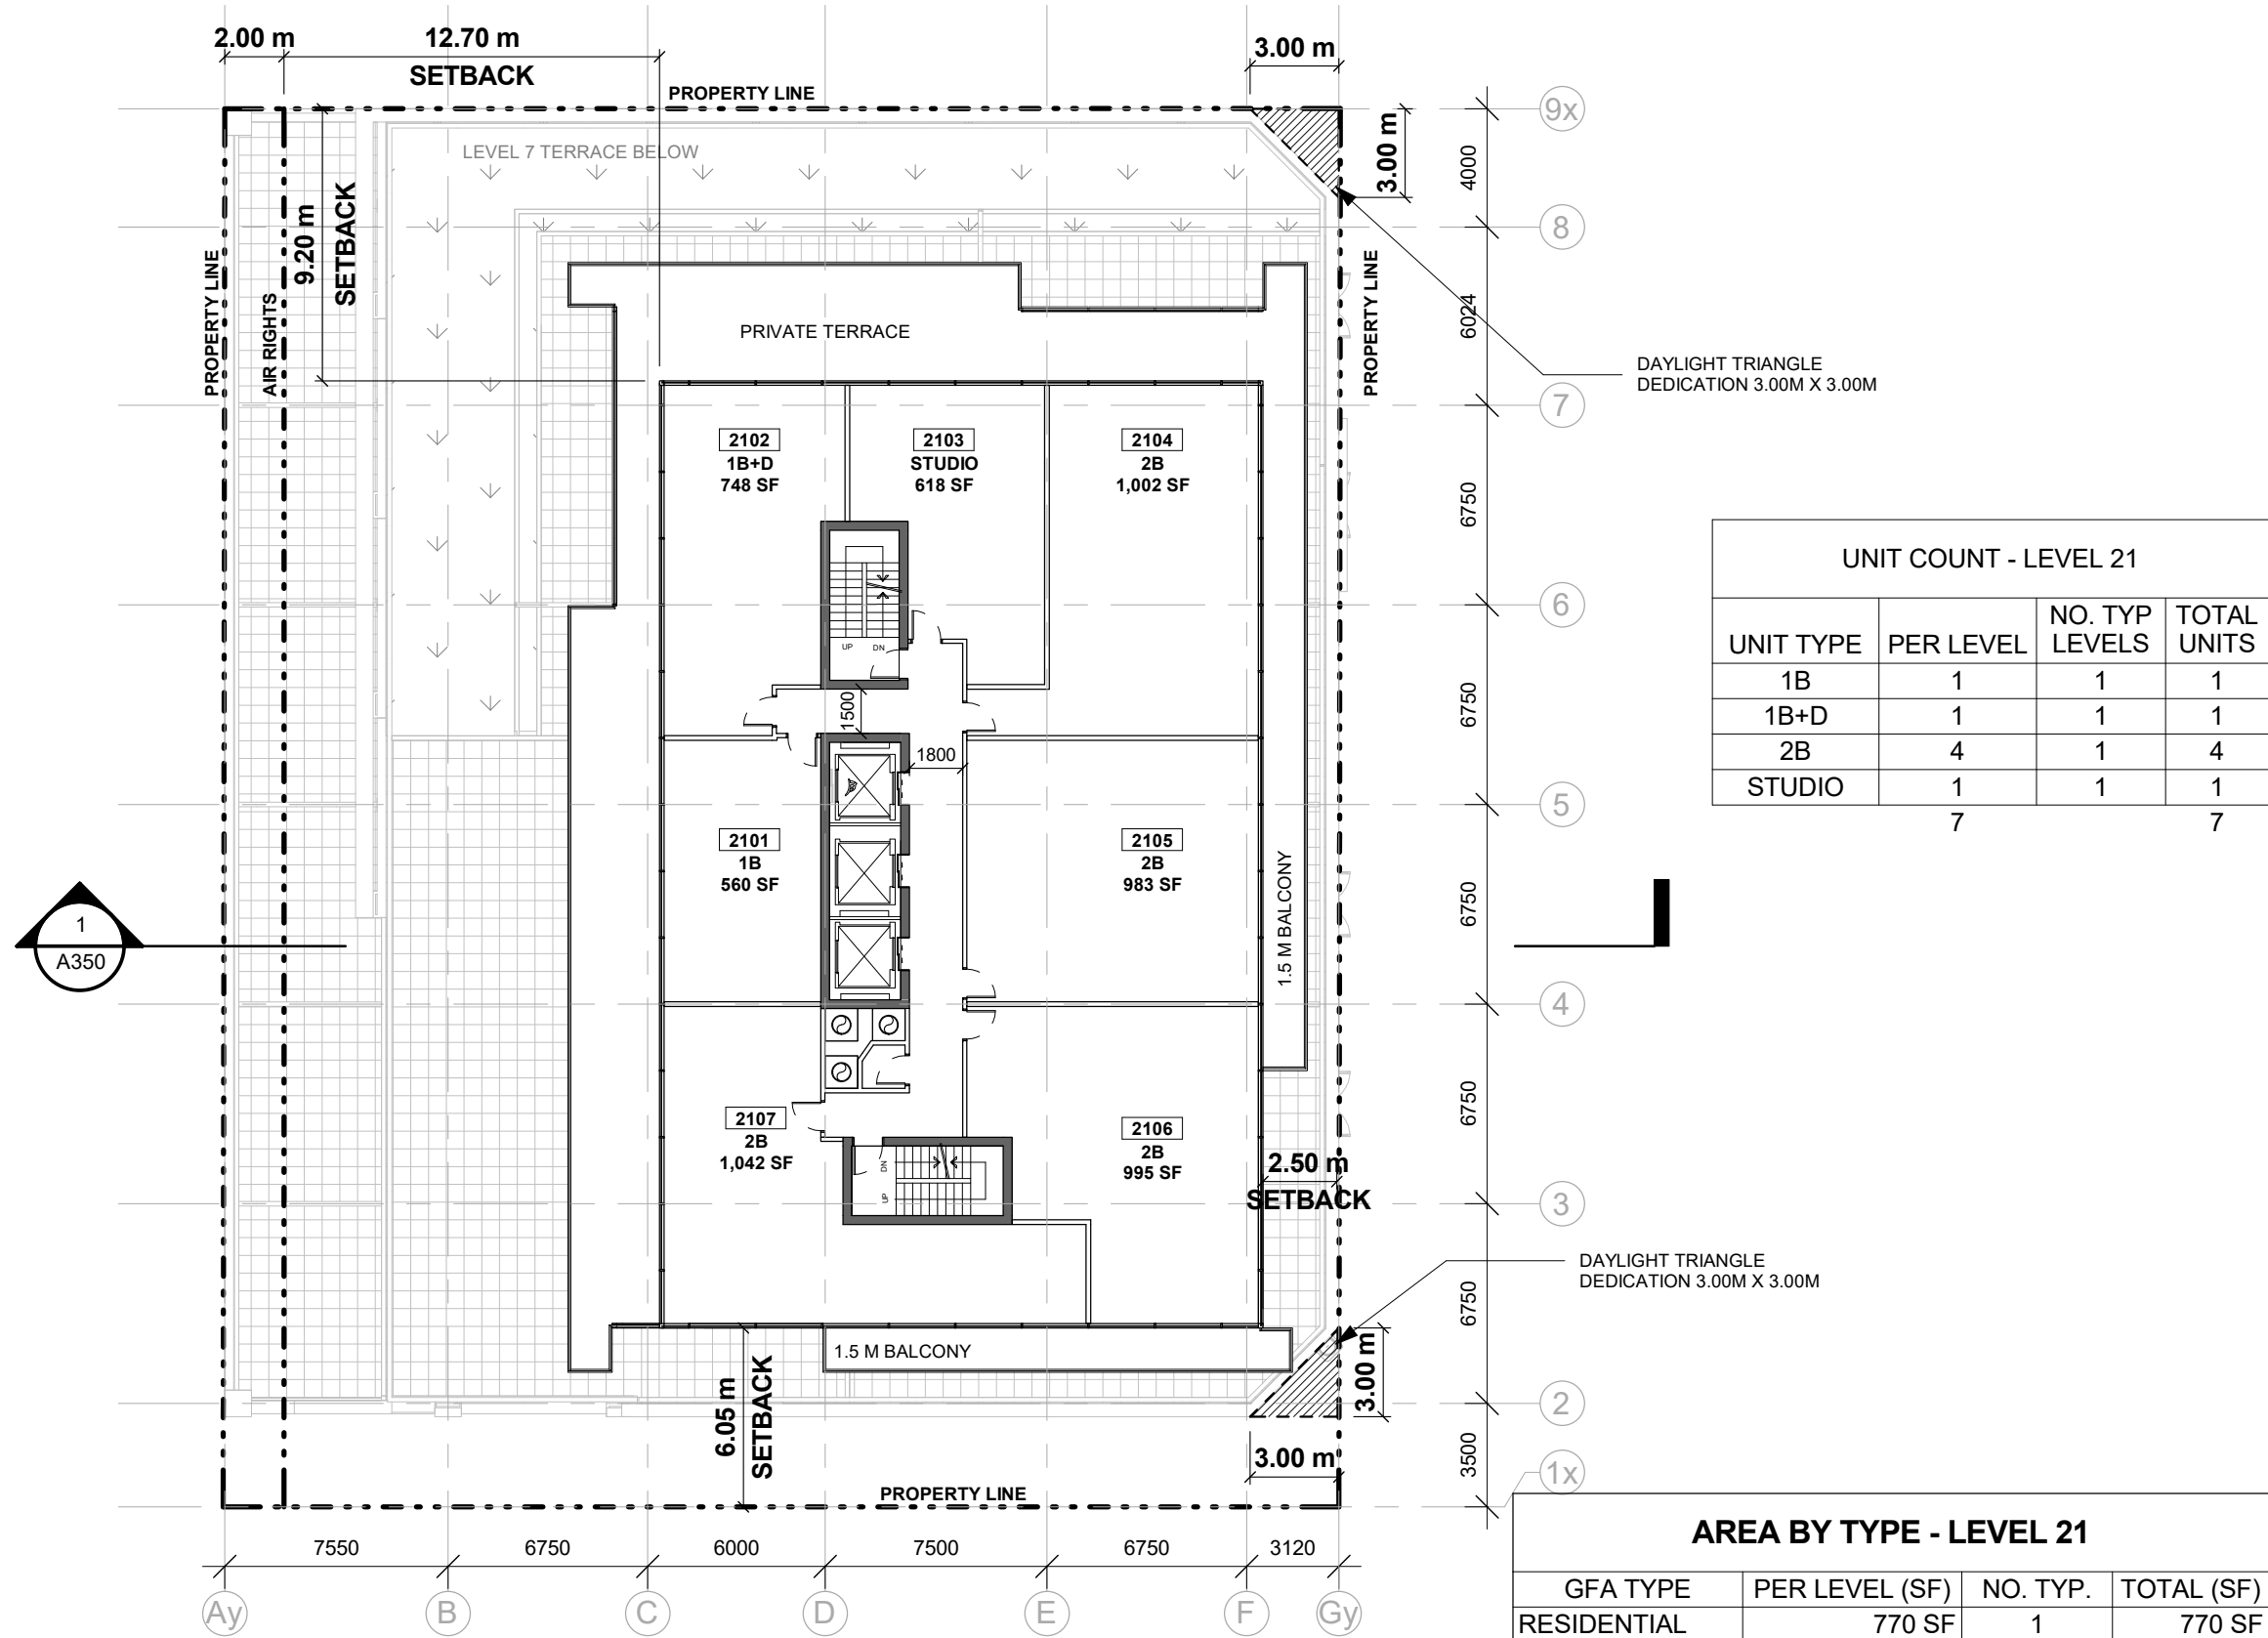 2.00 m
12.70 m
SETBACK
3.00 m
PROPERTY LINE
9x
LEVEL 7 TERRACE BELOW
3.00 m
4000
8
9.20 m
SETBACK
PROPERTY LINE
AIR RIGHTS
PROPERTY LINE
6024
PRIVATE TERRACE
DAYLIGHT TRIANGLE
DEDICATION 3.00M X 3.00M
7
2102
1B+D
748 SF
2103
STUDIO
618 SF
2104
2B
1,002 SF
6750
UNIT COUNT - LEVEL 21
UNIT TYPE PER LEVEL NO. TYP LEVELS TOTAL UNITS
1B 1 1 1
1B+D 1 1 1
2B 4 1 4
STUDIO 1 1 1
7 7
6
UP DN
6750
1500
1800
5
2101
1B
560 SF
2105
2B
983 SF
1.5 M BALCONY
6750
1
A350
4
2107
2B
1,042 SF
2106
2B
995 SF
6750
DN
UP
2.50 m
SETBACK
3
DAYLIGHT TRIANGLE
DEDICATION 3.00M X 3.00M
6750
1.5 M BALCONY
6.05 m
SETBACK
3.00 m
2
3.00 m
3500
1x
PROPERTY LINE
7550 6750 6000 7500 6750 3120
Ay B C D E F Gy
AREA BY TYPE - LEVEL 21
GFA TYPE PER LEVEL (SF) NO. TYP. TOTAL (SF)
RESIDENTIAL 770 SF 1 770 SF